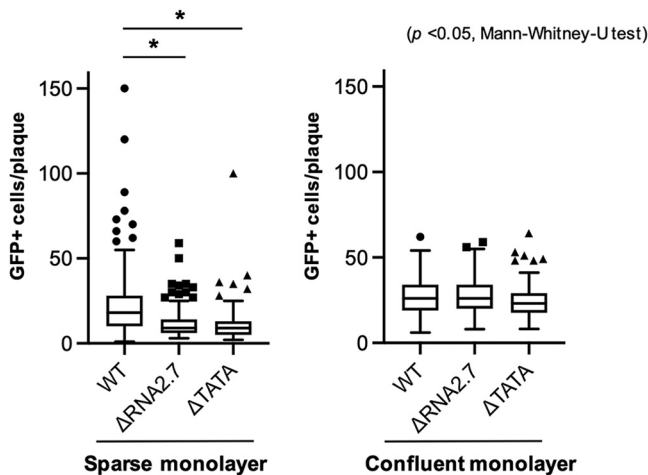 *
*
(p <0.05, Mann-Whitney-U test)
GFP+ cells/plaque
150
100
50
0
WT
ΔRNA2.7
ΔTATA
Sparse monolayer
GFP+ cells/plaque
150
100
50
0
WT
ΔRNA2.7
ΔTATA
Confluent monolayer